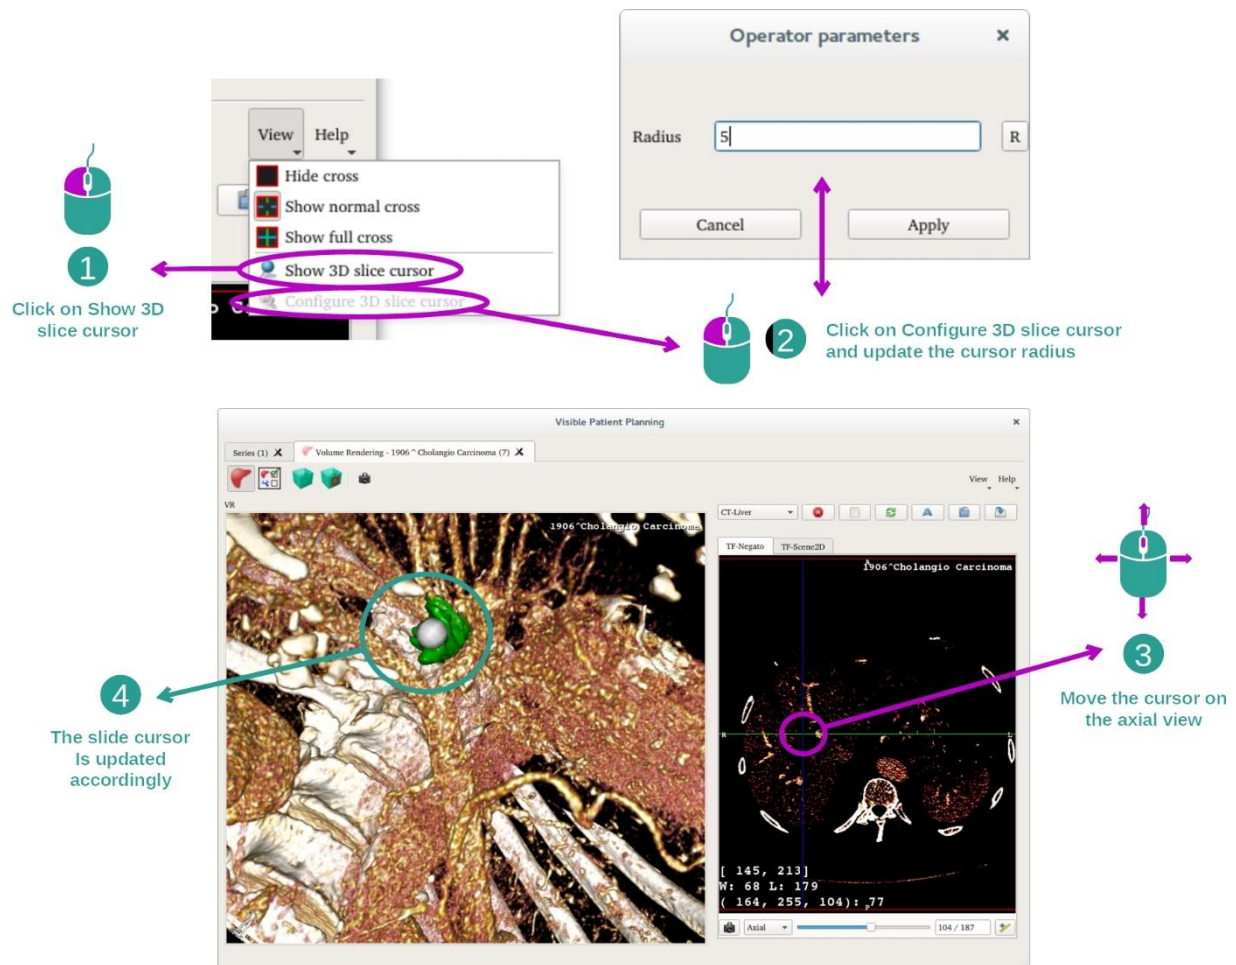 Operator parameters
Radius
5
R
Cancel
Apply
View Help
Hide cross
Show normal cross
Show full cross
Show 3D slice cursor
Configure 3D slice cursor
1
Click on Show 3D
slice cursor
2
Click on Configure 3D slice cursor
and update the cursor radius
Visible Patient Planning
Series (1)
Volume Rendering - 1906 ^ Cholangio Carcinoma (7)
View Help
VR
CT-Liver
1906^Cholangio Carcinoma
TF-Negato TF-Scene2D
1906^Cholangio Carcinoma
R
[ 145, 213]
W: 68 L: 179
( 164, 255, 104): 77
P
Axial
104 / 187
3
Move the cursor on
the axial view
4
The slide cursor
Is updated
accordingly